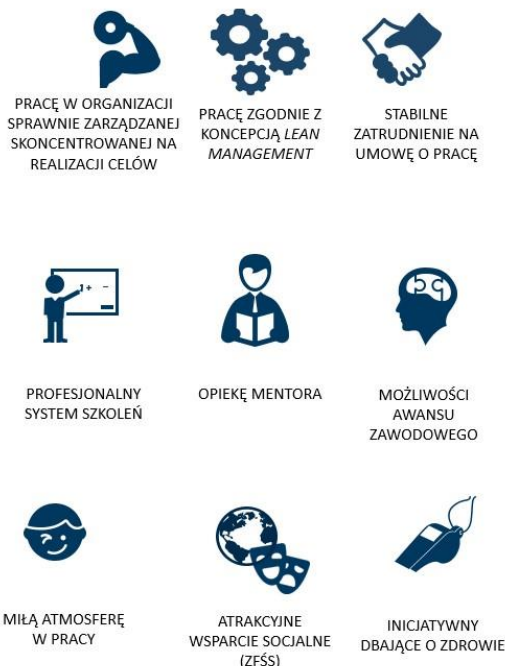 PRACĘ W ORGANIZACJI
SPRAWNIE ZARZĄDZANEJ
SKONCENTROWANEJ NA
REALIZACJI CELÓW
PRACĘ ZGODNIE Z
KONCEPCJĄ LEAN
MANAGEMENT
STABILNE
ZATRUDNIENIE NA
UMOWĘ O PRACĘ
1+ -
PROFESJONALNY
SYSTEM SZKOLEŃ
OPIEKĘ MENTORA
MOŻLIWOŚCI
AWANSU
ZAWODOWEGO
MIŁĄ ATMOSFERĘ
W PRACY
ATRAKCYJNE
WSPARCIE SOCJALNE
(ZFŚS)
INICJATYWNY
DBAJĄCE O ZDROWIE